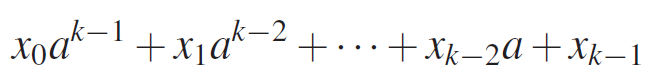 x₀aᵏ⁻¹ + x₁aᵏ⁻² + ⋯ + xₖ₋₂a + xₖ₋₁